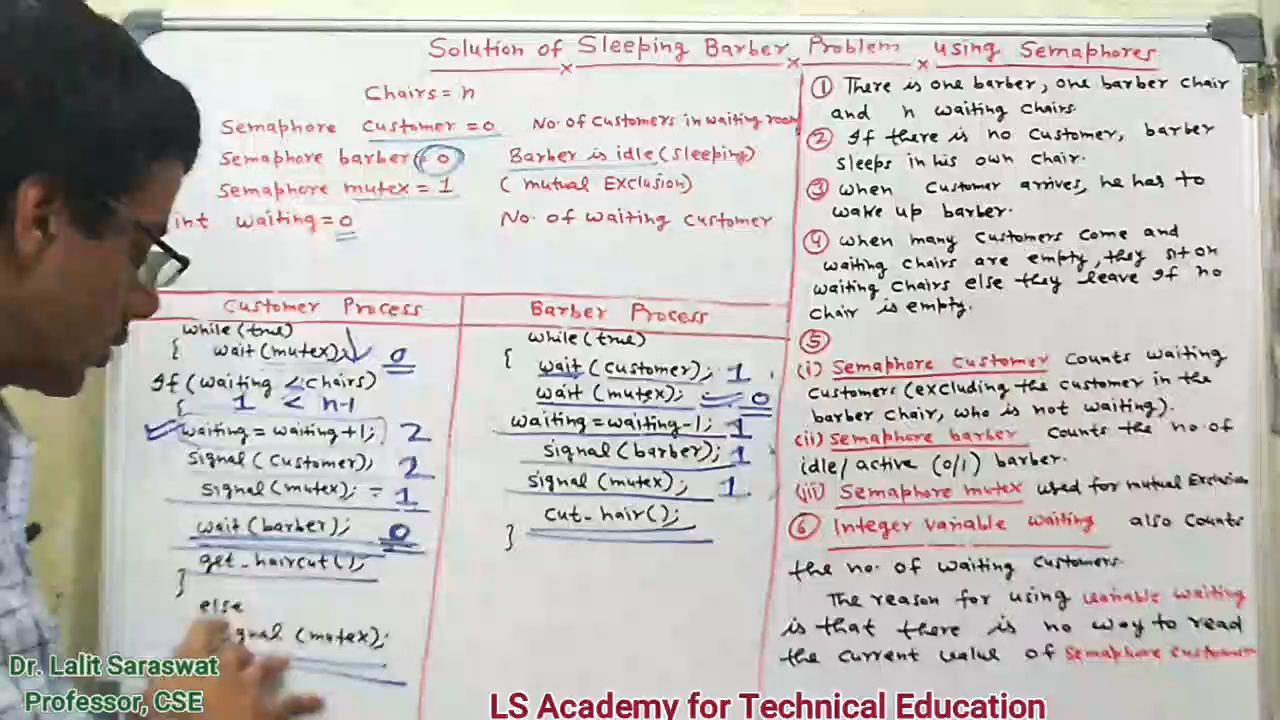 Solution of Sleeping Barber Problem using Semaphores
Chairs = n
Semaphore customer = 0 No. of customers in waiting room
Semaphore barber = 0 Barber is idle (sleeping)
Semaphore mutex = 1 (mutual Exclusion)
int waiting = 0 No. of waiting customer
Customer Process
while(true)
{ wait(mutex); 0
If (waiting < chairs)
{ 1 < n-1
waiting = waiting+1; 2
signal(customer); 2
signal(mutex); = 1
wait(barber); 0
get_haircut();
}
else
signal (mutex);
Barber Process
while(true)
{ wait(customer); 1
wait(mutex); 0
waiting=waiting-1; 1
signal(barber); 1
signal(mutex); 1
cut_hair();
}
① There is one barber, one barber chair
and n waiting chairs.
② If there is no customer, barber
sleeps in his own chair.
③ when customer arrives, he has to
wake up barber.
④ when many customers come and
waiting chairs are empty, they sit on
waiting chairs else they leave if no
chair is empty.
⑤
(i) Semaphore customer counts waiting
customers (excluding the customer in the
barber chair, who is not waiting).
(ii) Semaphore barber counts the no. of
idle/active (0/1) barber.
(iii) Semaphore mutex used for mutual Exclusion
⑥ Integer variable waiting also counts
the no. of waiting customers.
The reason for using variable waiting
is that there is no way to read
the current value of Semaphore customer
Dr. Lalit Saraswat
Professor, CSE
LS Academy for Technical Education